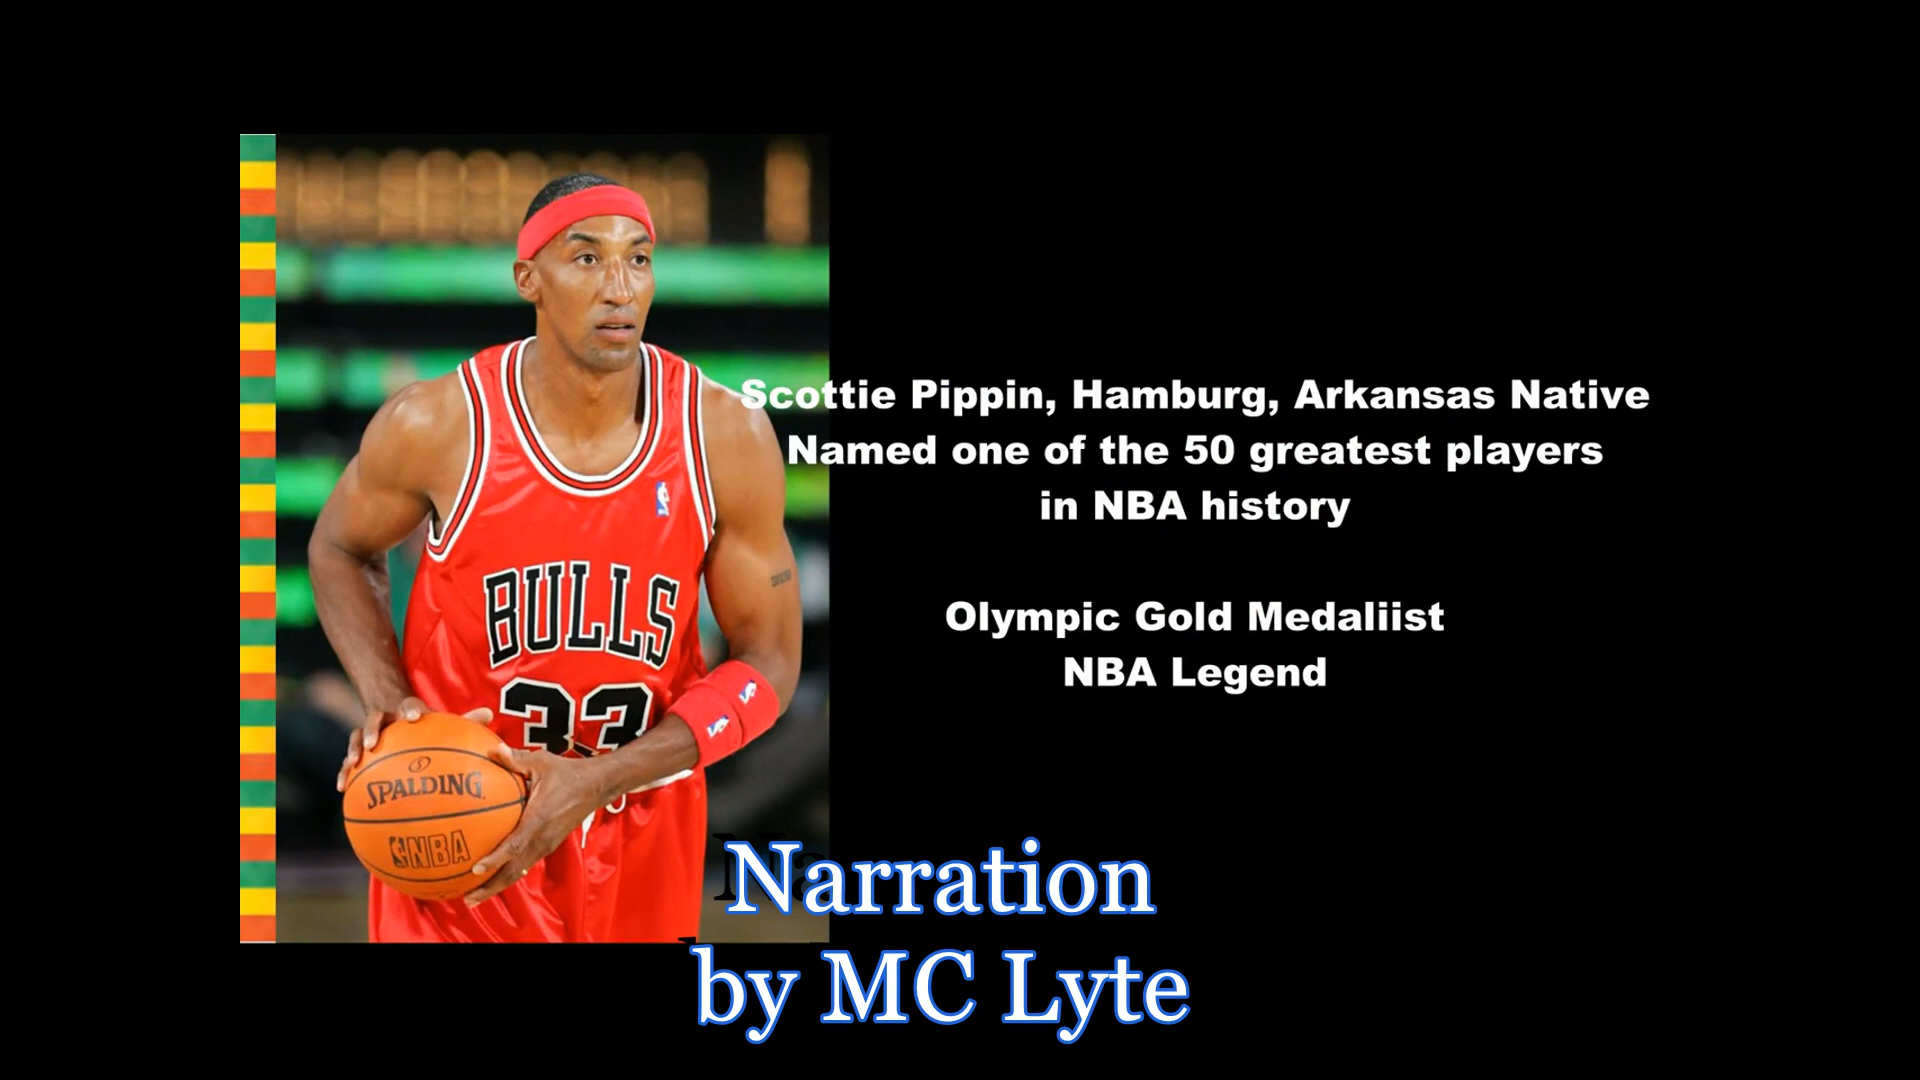 Scottie Pippin, Hamburg, Arkansas Native
Named one of the 50 greatest players
in NBA history
Olympic Gold Medaliist
NBA Legend
BULLS
33
SPALDING
NBA
Narration
by MC Lyte